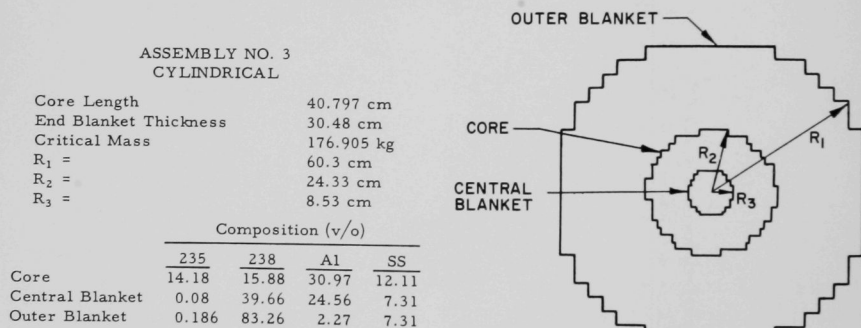 ASSEMBLY NO. 3
CYLINDRICAL
Core Length 40.797 cm
End Blanket Thickness 30.48 cm
Critical Mass 176.905 kg
R1 = 60.3 cm
R2 = 24.33 cm
R3 = 8.53 cm
Composition (v/o)
235 238 Al SS
Core 14.18 15.88 30.97 12.11
Central Blanket 0.08 39.66 24.56 7.31
Outer Blanket 0.186 83.26 2.27 7.31
OUTER BLANKET
CORE
CENTRAL
BLANKET
R2
R1
R3